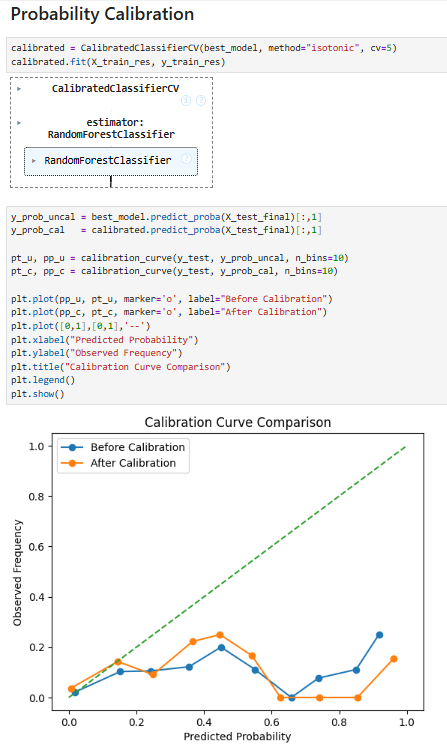 Probability Calibration
calibrated = CalibratedClassifierCV(best_model, method="isotonic", cv=5)
calibrated.fit(X_train_res, y_train_res)
CalibratedClassifierCV
i ?
estimator:
RandomForestClassifier
RandomForestClassifier ?
y_prob_uncal = best_model.predict_proba(X_test_final)[:,1]
y_prob_cal   = calibrated.predict_proba(X_test_final)[:,1]
pt_u, pp_u = calibration_curve(y_test, y_prob_uncal, n_bins=10)
pt_c, pp_c = calibration_curve(y_test, y_prob_cal, n_bins=10)
plt.plot(pp_u, pt_u, marker='o', label="Before Calibration")
plt.plot(pp_c, pt_c, marker='o', label="After Calibration")
plt.plot([0,1],[0,1],'--')
plt.xlabel("Predicted Probability")
plt.ylabel("Observed Frequency")
plt.title("Calibration Curve Comparison")
plt.legend()
plt.show()
Calibration Curve Comparison
Before Calibration
After Calibration
Observed Frequency
1.0
0.8
0.6
0.4
0.2
0.0
0.0 0.2 0.4 0.6 0.8 1.0
Predicted Probability